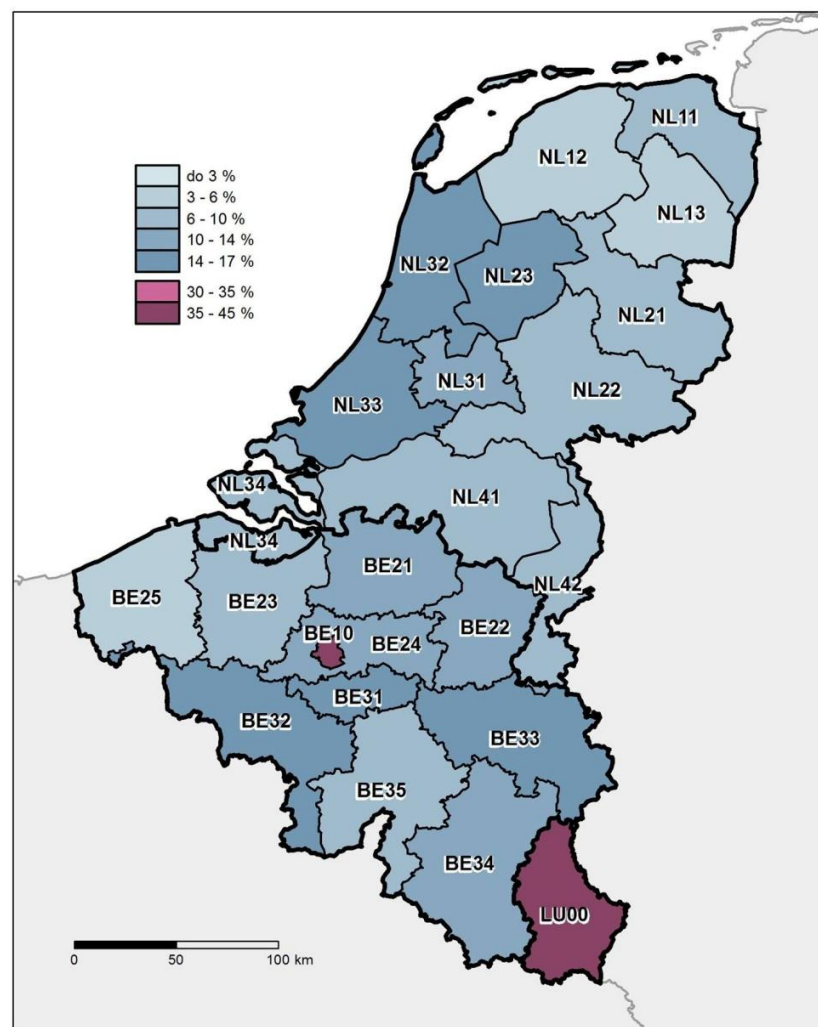 NL11
NL12
do 3 %
3 - 6 %
6 - 10 %
10 - 14 %
14 - 17 %
30 - 35 %
35 - 45 %
NL13
NL32
NL23
NL21
NL31
NL22
NL33
NL34
NL41
NL34
BE21
BE25
BE23
NL42
BE10
BE24
BE22
BE31
BE32
BE33
BE35
BE34
LU00
0 50 100 km